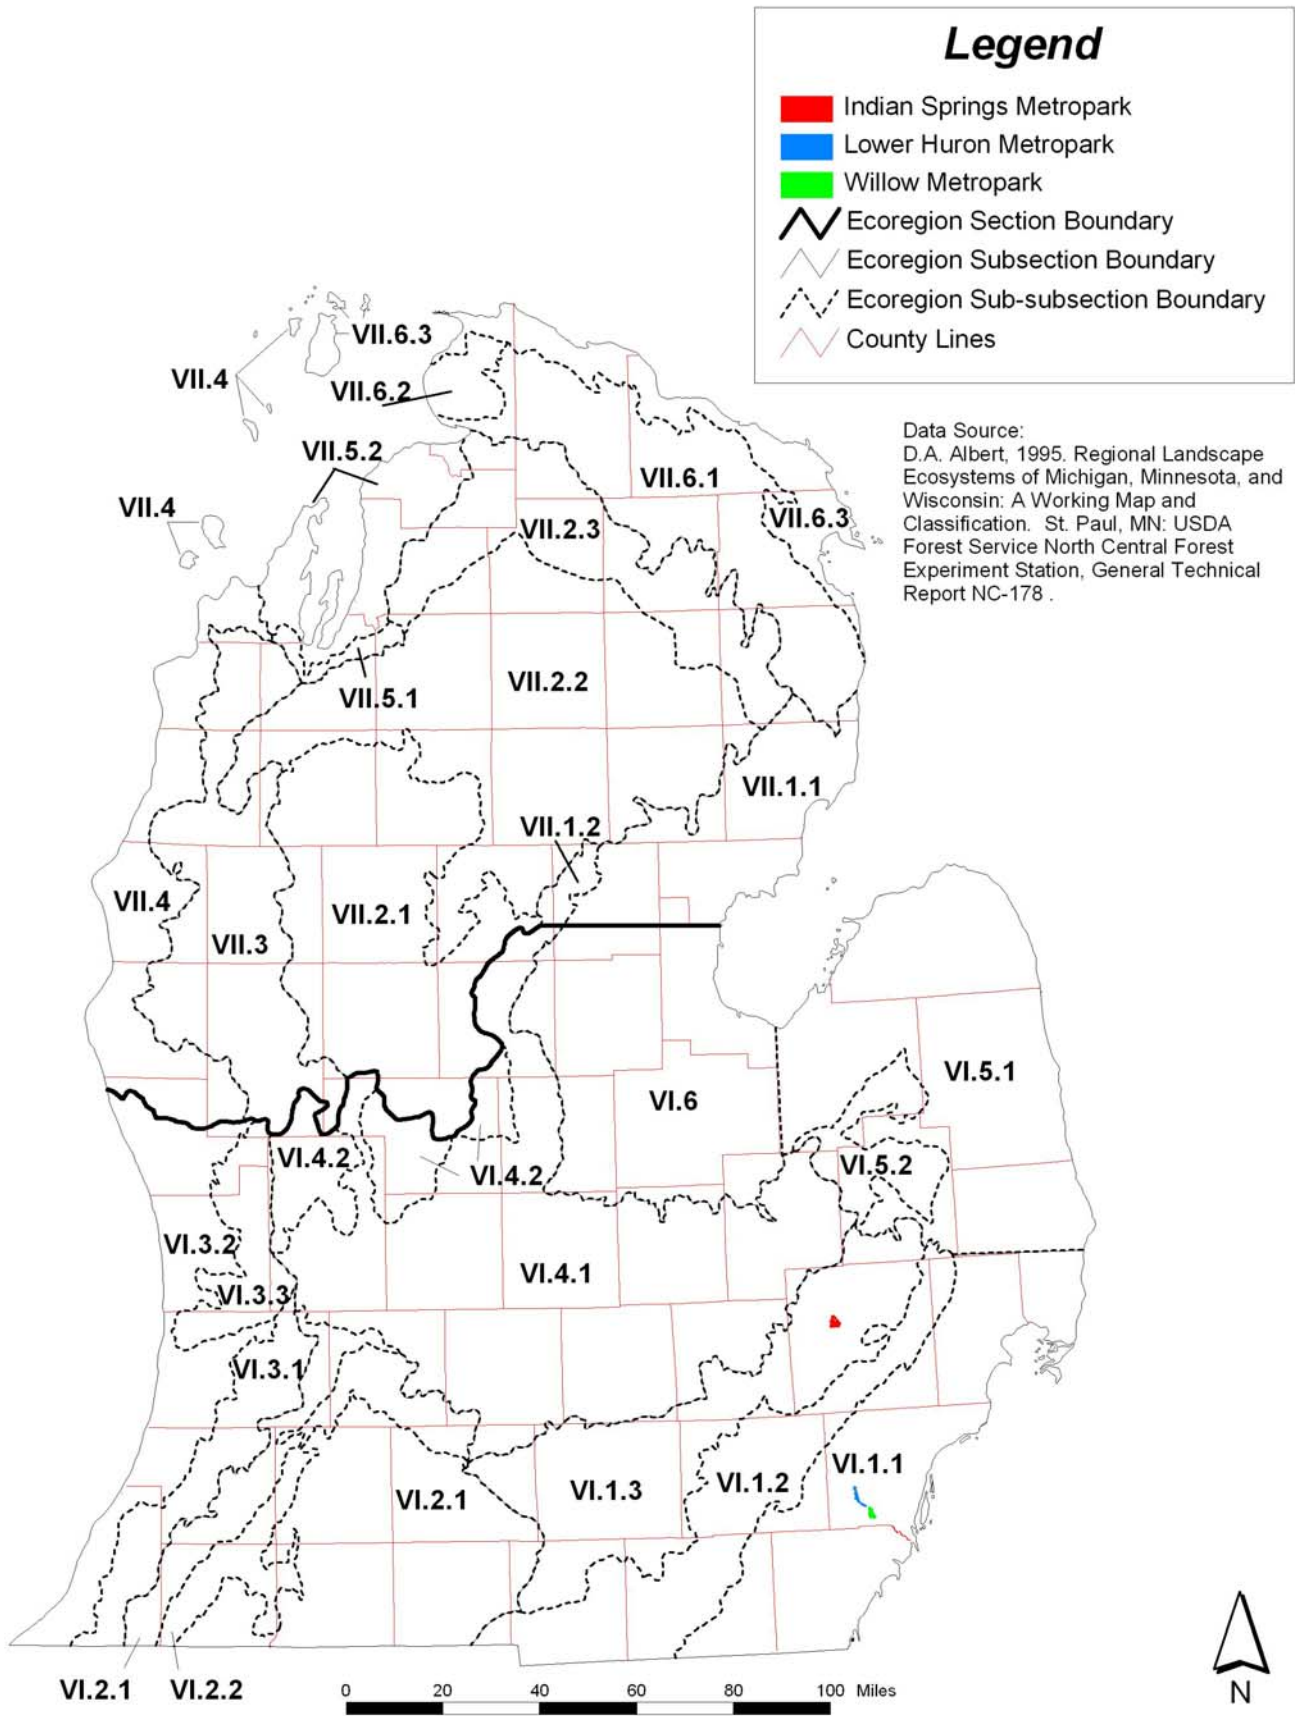 Legend
Indian Springs Metropark
Lower Huron Metropark
Willow Metropark
Ecoregion Section Boundary
Ecoregion Subsection Boundary
Ecoregion Sub-subsection Boundary
County Lines
Data Source:
D.A. Albert, 1995. Regional Landscape
Ecosystems of Michigan, Minnesota, and
Wisconsin: A Working Map and
Classification. St. Paul, MN: USDA
Forest Service North Central Forest
Experiment Station, General Technical
Report NC-178 .
VII.6.3
VII.4
VII.6.2
VII.5.2
VII.6.1
VII.4
VII.2.3
VII.6.3
VII.2.2
VII.5.1
VII.1.1
VII.1.2
VII.4
VII.2.1
VII.3
VI.5.1
VI.6
VI.4.2
VI.4.2
VI.5.2
VI.3.2
VI.4.1
VI.3.3
VI.3.1
VI.1.1
VI.1.2
VI.1.3
VI.2.1
VI.2.1
VI.2.2
0 20 40 60 80 100 Miles
N